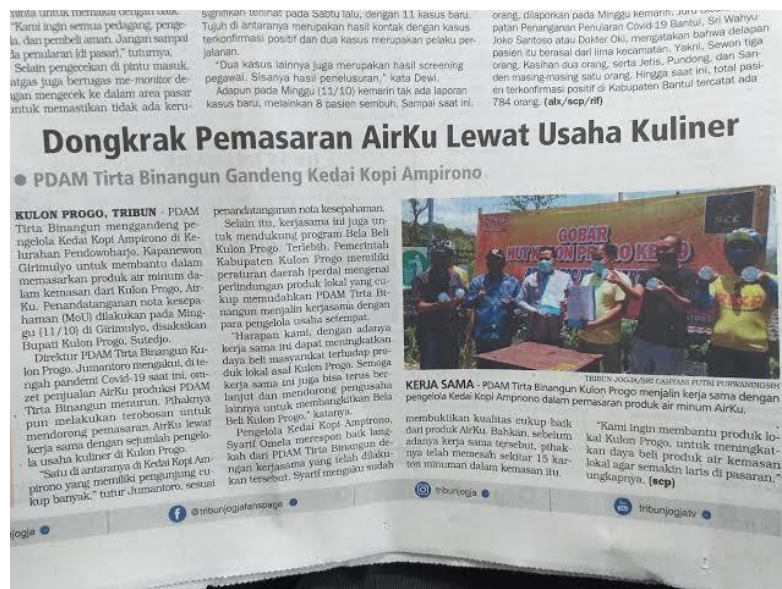 "Kami ingin semua pedagang, penge-
la, dan pembeli aman. Jangan sampai
da penularan (di pasar)," tuturnya.
Selain pengecekan di pintu masuk,
atgas juga bertugas me-monitor de-
ngan mengecek ke dalam area pasar
untuk memastikan tidak ada keru-
signifikan terlihat pada Sabtu lalu, dengan 11 kasus baru.
Tujuh di antaranya merupakan hasil kontak dengan kasus
terkonfirmasi positif dan dua kasus merupakan pelaku per-
jalanan.
"Dua kasus lainnya juga merupakan hasil screening
pegawai. Sisanya hasil penelusuran," kata Dewi.
Adapun pada Minggu (11/10) kemarin tak ada laporan
kasus baru, melainkan 8 pasien sembuh. Sampai saat ini,
orang, dilaporkan pada Minggu kemarin. Juru
patan Penanganan Penularan Covid-19 Bantul, Sri Wahyu
Joko Santoso atau Dokter Oki, mengatakan bahwa delapan
pasien itu berasal dari lima kecamatan. Yakni, Sewon tiga
orang, Kasihan dua orang, serta Jetis, Pundong, dan San-
den masing-masing satu orang. Hingga saat ini, total pasi-
en terkonfirmasi positif di Kabupaten Bantul tercatat ada
784 orang. (alx/scp/rif)
Dongkrak Pemasaran AirKu Lewat Usaha Kuliner
● PDAM Tirta Binangun Gandeng Kedai Kopi Ampirono
KULON PROGO, TRIBUN - PDAM
Tirta Binangun menggandeng pe-
ngelola Kedai Kopi Ampirono di Ke-
lurahan Pendoworharjo, Kapanewon
Girimulyo untuk membantu dalam
memasarkan produk air minum da-
lam kemasan dari Kulon Progo, Air-
Ku. Penandatanganan nota kesepa-
haman (MoU) dilakukan pada Ming-
gu (11/10) di Girimulyo, disaksikan
Bupati Kulon Progo, Sutedjo.
Direktur PDAM Tirta Binangun Ku-
lon Progo, Jumantoro mengakui, di te-
ngah pandemi Covid-19 saat ini, om-
zet penjualan AirKu produksi PDAM
Tirta Binangun menurun. Pihaknya
pun melakukan terobosan untuk
mendorong pemasaran AirKu lewat
kerja sama dengan sejumlah pengelo-
la usaha kuliner di Kulon Progo.
"Satu di antaranya di Kedai Kopi Am-
pirono yang memiliki pengunjung cu-
kup banyak," tutur Jumantoro, sesuai
penandatanganan nota kesepahaman.
Selain itu, kerjasama ini juga un-
tuk mendukung program Bela Beli
Kulon Progo. Terlebih, Pemerintah
Kabupaten Kulon Progo memiliki
peraturan daerah (perda) mengenai
perlindungan produk lokal yang cu-
kup memudahkan PDAM Tirta Bi-
nangun menjalin kerjasama dengan
para pengelola usaha setempat.
"Harapan kami, dengan adanya
kerja sama ini dapat meningkatkan
daya beli masyarakat terhadap pro-
duk lokal asal Kulon Progo. Semoga
kerja sama ini juga bisa terus ber-
lanjut dan mendorong pengusaha
lainnya untuk membangkitkan Bela
Beli Kulon Progo," katanya.
Pengelola Kedai Kopi Ampirono,
Syarif Omela merespon baik lang-
kah dari PDAM Tirta Binangun de-
ngan kerjasama yang telah dilaku-
kan tersebut. Syarif mengaku sudah
GOBAR
HUT KULON PROGO KE
TRIBUN JOGJA/SRI CAHYANI PUTRI PURWANINGSIH
KERJA SAMA - PDAM Tirta Binangun Kulon Progo menjalin kerja sama dengan
pengelola Kedai Kopi Ampriono dalam pemasaran produk air minum AirKu.
membuktikan kualitas cukup baik
dari produk AirKu. Bahkan, sebelum
adanya kerja sama tersebut, pihak-
nya telah memesan sekitar 15 kar-
ton minuman dalam kemasan itu.
"Kami ingin membantu produk lo-
kal Kulon Progo, untuk meningkat-
kan daya beli produk air kemasan
lokal agar semakin laris di pasaran,"
ungkapnya. (scp)
jogja
@tribunjogjafanspage
tribunjogja
tribunjogjatv